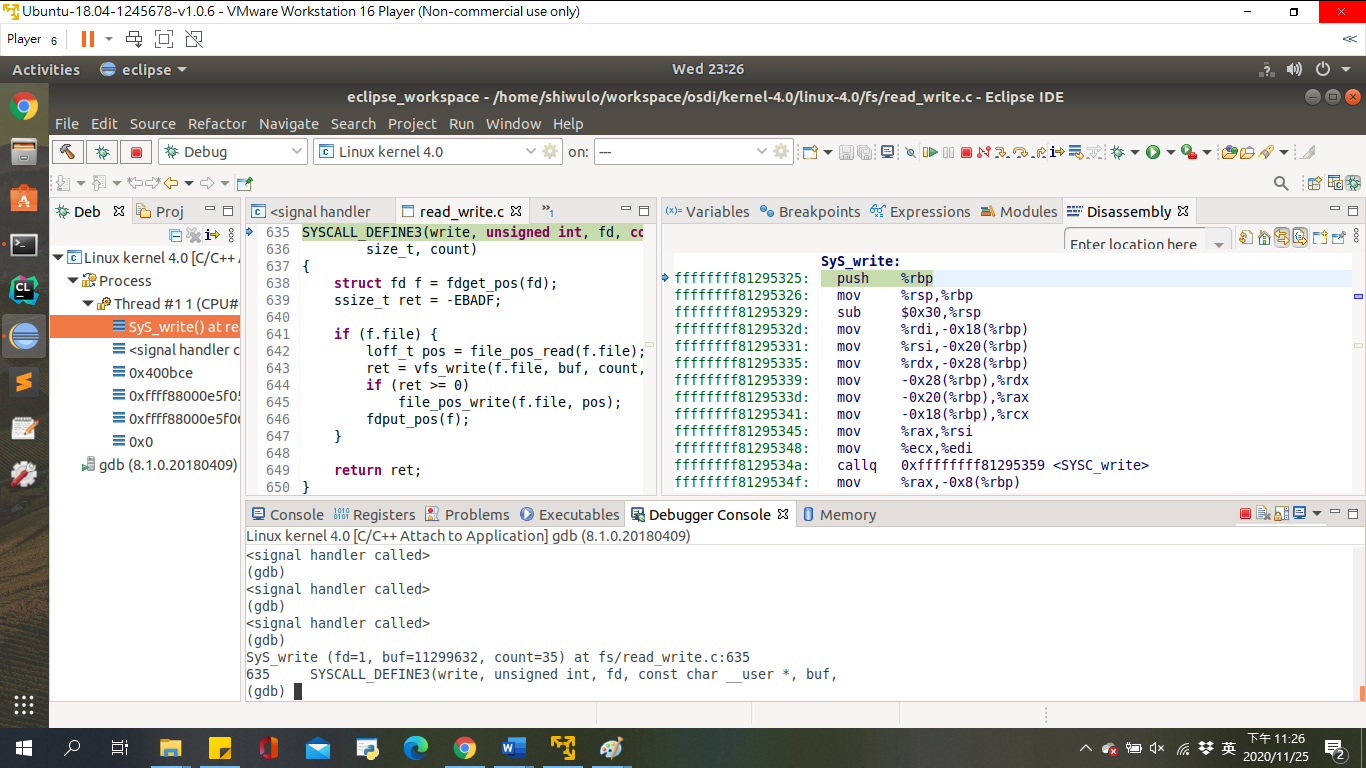 Ubuntu-18.04-1245678-v1.0.6 - VMware Workstation 16 Player (Non-commercial use only)
Player 6
Activities eclipse Wed 23:26
eclipse_workspace - /home/shiwulo/workspace/osdi/kernel-4.0/linux-4.0/fs/read_write.c - Eclipse IDE
File Edit Source Refactor Navigate Search Project Run Window Help
Debug Linux kernel 4.0 on: ---
Deb Proj
Linux kernel 4.0 [C/C++ A
Process
Thread #1 1 (CPU#
SyS_write() at rea
<signal handler c
0x400bce
0xffff88000e5f05
0xffff88000e5f0
0x0
gdb (8.1.0.20180409)
<signal handler read_write.c »1
635 SYSCALL_DEFINE3(write, unsigned int, fd, co
636 size_t, count)
637 {
638 struct fd f = fdget_pos(fd);
639 ssize_t ret = -EBADF;
640
641 if (f.file) {
642 loff_t pos = file_pos_read(f.file);
643 ret = vfs_write(f.file, buf, count,
644 if (ret >= 0)
645 file_pos_write(f.file, pos);
646 fdput_pos(f);
647 }
648
649 return ret;
650 }
(x)= Variables Breakpoints Expressions Modules Disassembly
Enter location here
SyS_write:
ffffffff81295325: push %rbp
ffffffff81295326: mov %rsp,%rbp
ffffffff81295329: sub $0x30,%rsp
ffffffff8129532d: mov %rdi,-0x18(%rbp)
ffffffff81295331: mov %rsi,-0x20(%rbp)
ffffffff81295335: mov %rdx,-0x28(%rbp)
ffffffff81295339: mov -0x28(%rbp),%rdx
ffffffff8129533d: mov -0x20(%rbp),%rax
ffffffff81295341: mov -0x18(%rbp),%rcx
ffffffff81295345: mov %rax,%rsi
ffffffff81295348: mov %ecx,%edi
ffffffff8129534a: callq 0xffffffff81295359 <SYSC_write>
ffffffff8129534f: mov %rax,-0x8(%rbp)
Console Registers Problems Executables Debugger Console Memory
Linux kernel 4.0 [C/C++ Attach to Application] gdb (8.1.0.20180409)
<signal handler called>
(gdb)
<signal handler called>
(gdb)
<signal handler called>
(gdb)
SyS_write (fd=1, buf=11299632, count=35) at fs/read_write.c:635
635 SYSCALL_DEFINE3(write, unsigned int, fd, const char __user *, buf,
(gdb)
英 下午 11:26
2020/11/25
2